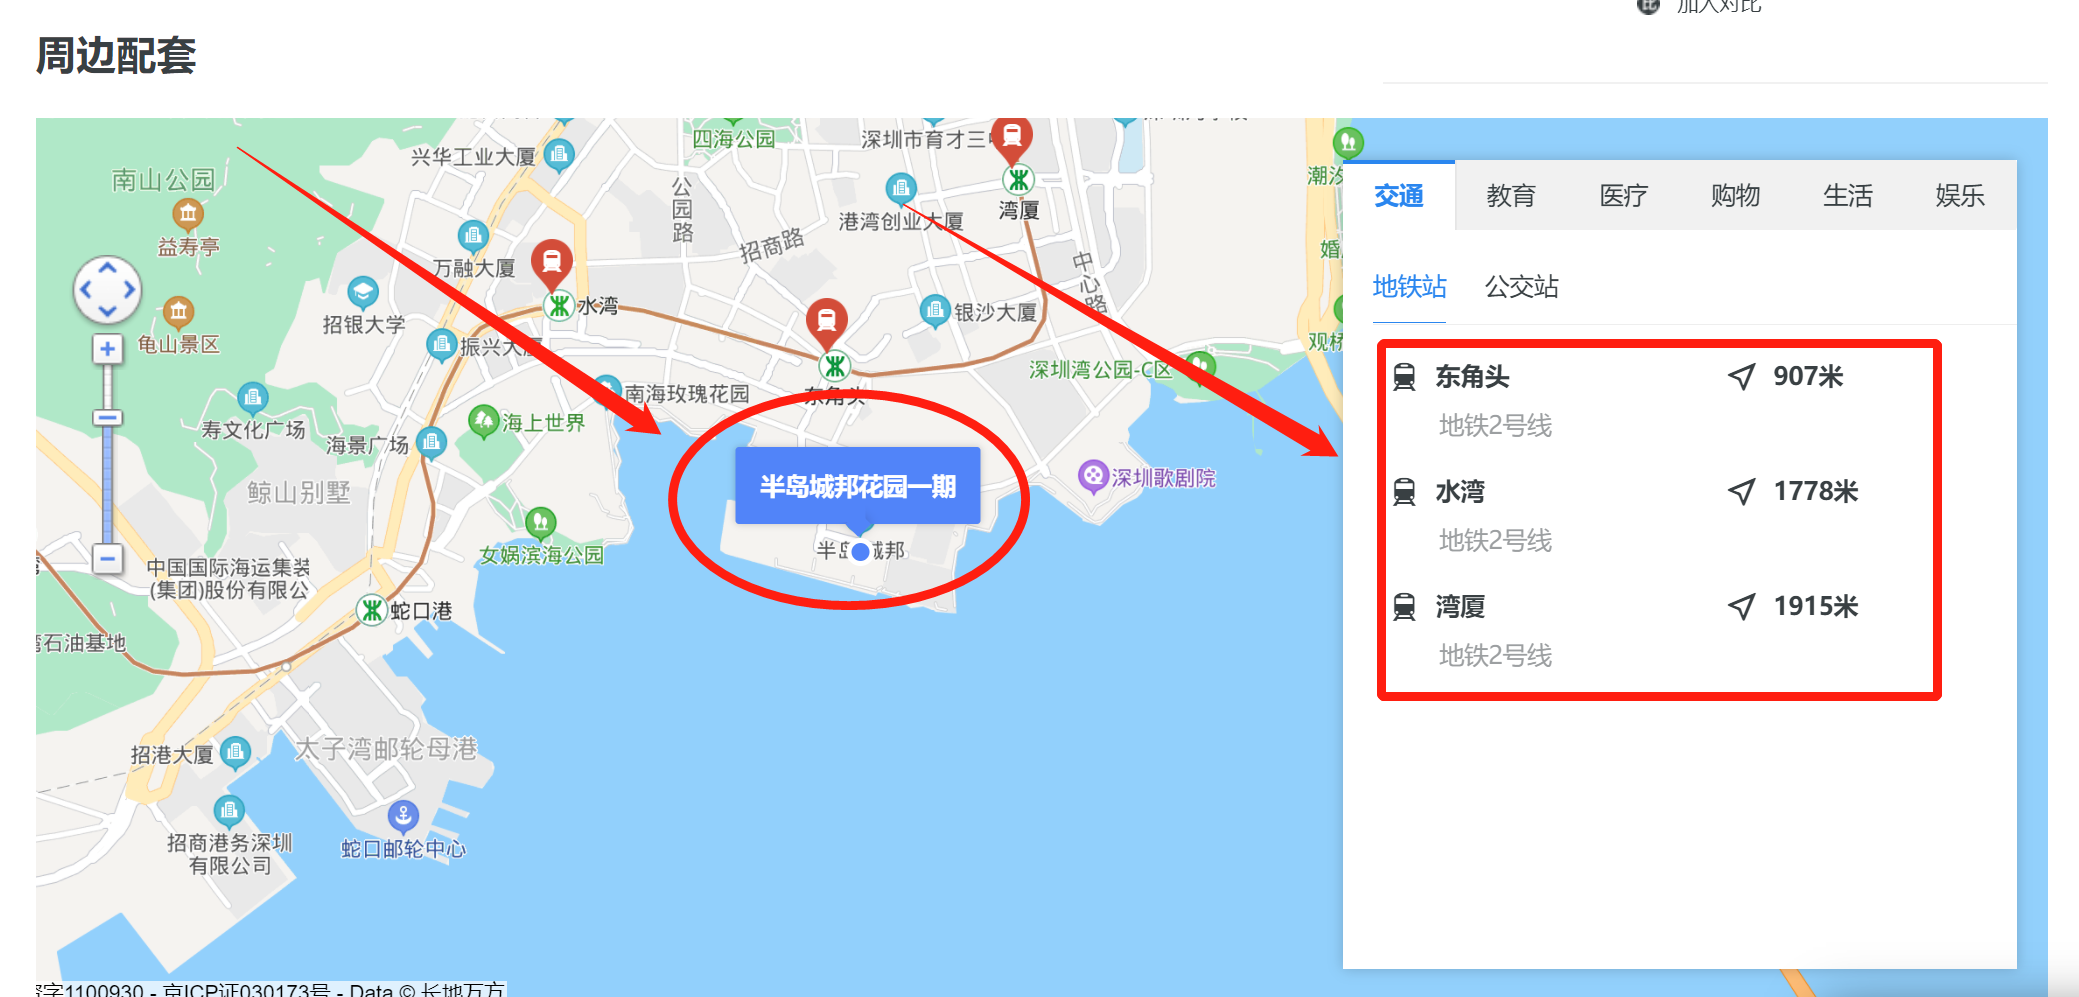 加入对比
周边配套
四海公园
深圳市育才三
兴华工业大厦
南山公园
益寿亭
公园路
港湾创业大厦
湾厦
招商路
万融大厦
中心路
水湾
招银大学
银沙大厦
龟山景区
振兴大厦
深圳湾公园-C区
南海玫瑰花园
东角头
寿文化广场
海上世界
海景广场
鲸山别墅
半岛城邦花园一期
深圳歌剧院
女娲滨海公园
半岛城邦
中国国际海运集装
(集团)股份有限公
蛇口港
石油基地
招港大厦
太子湾邮轮母港
招商港务深圳
有限公司
蛇口邮轮中心
潮汐
婚
观桥
交通 教育 医疗 购物 生活 娱乐
地铁站 公交站
东角头 907米
地铁2号线
水湾 1778米
地铁2号线
湾厦 1915米
地铁2号线
字1100930 - 京ICP证030173号 - Data © 长地万方